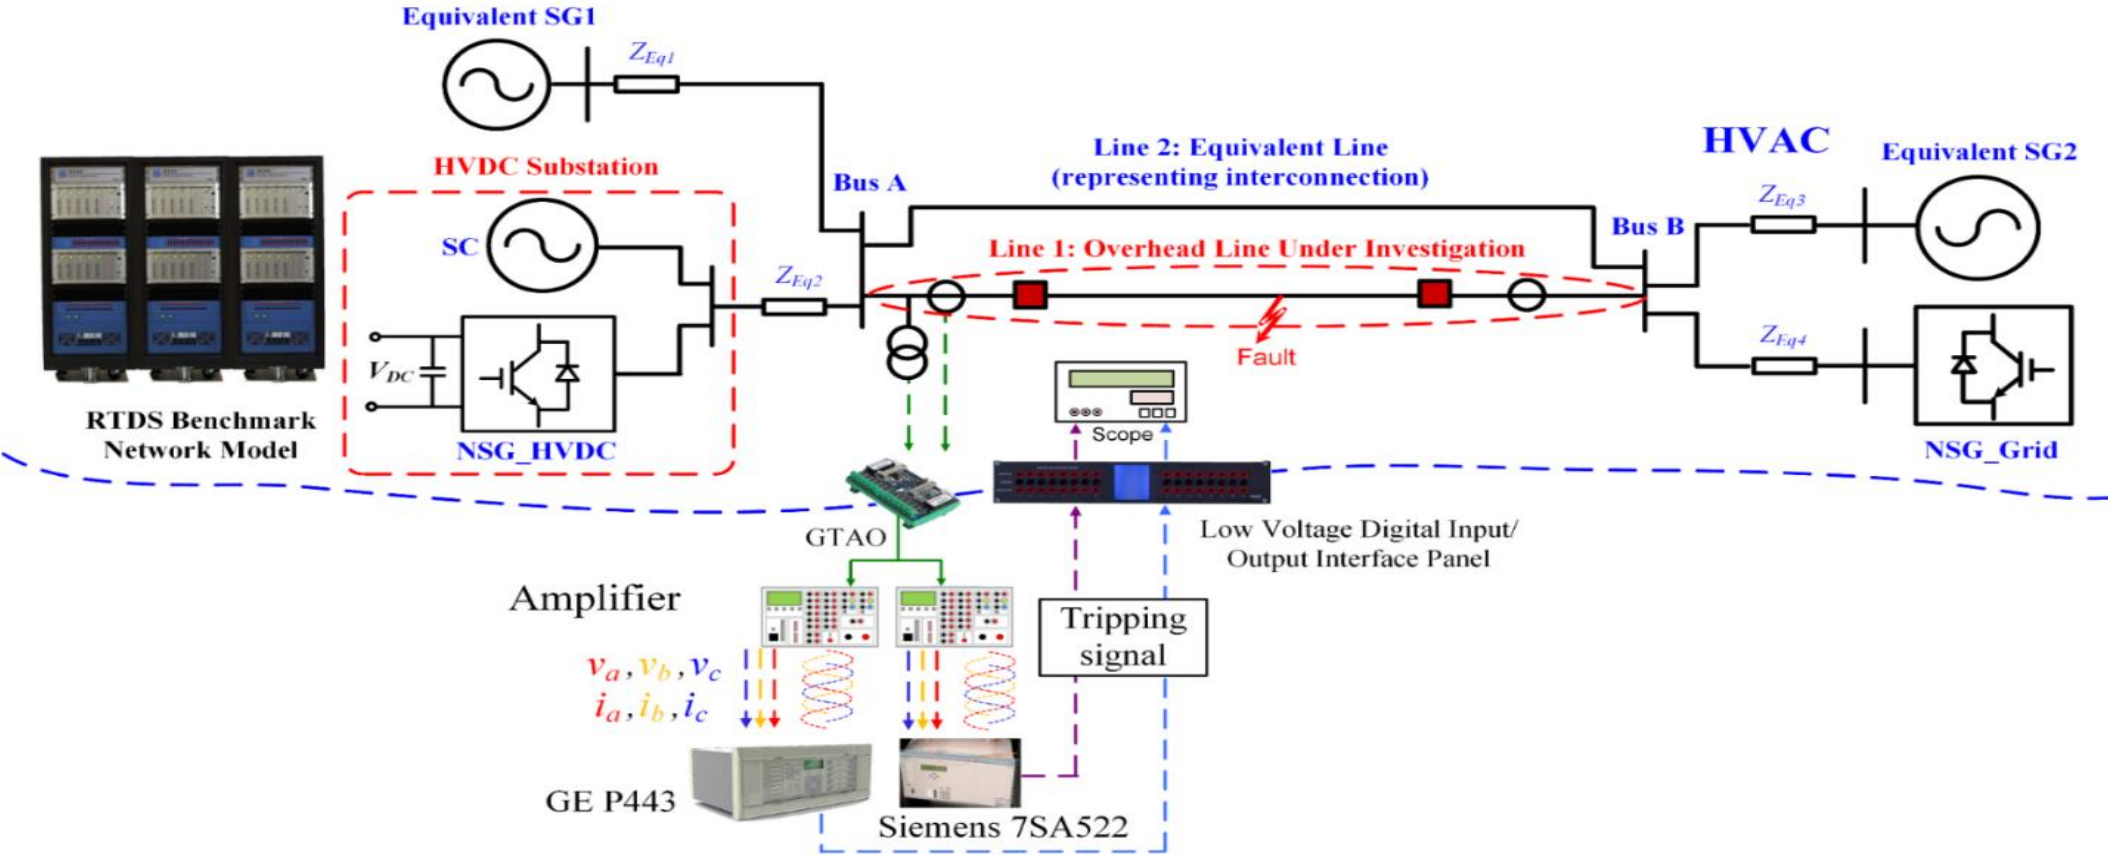 Equivalent SG1
Z_Eq1
HVDC Substation
SC
V_DC
NSG_HVDC
Z_Eq2
Bus A
Line 2: Equivalent Line
(representing interconnection)
Line 1: Overhead Line Under Investigation
Fault
Bus B
HVAC
Equivalent SG2
Z_Eq3
Z_Eq4
NSG_Grid
RTDS Benchmark
Network Model
Scope
GTAO
Low Voltage Digital Input/
Output Interface Panel
Amplifier
v_a, v_b, v_c
i_a, i_b, i_c
Tripping
signal
GE P443
Siemens 7SA522